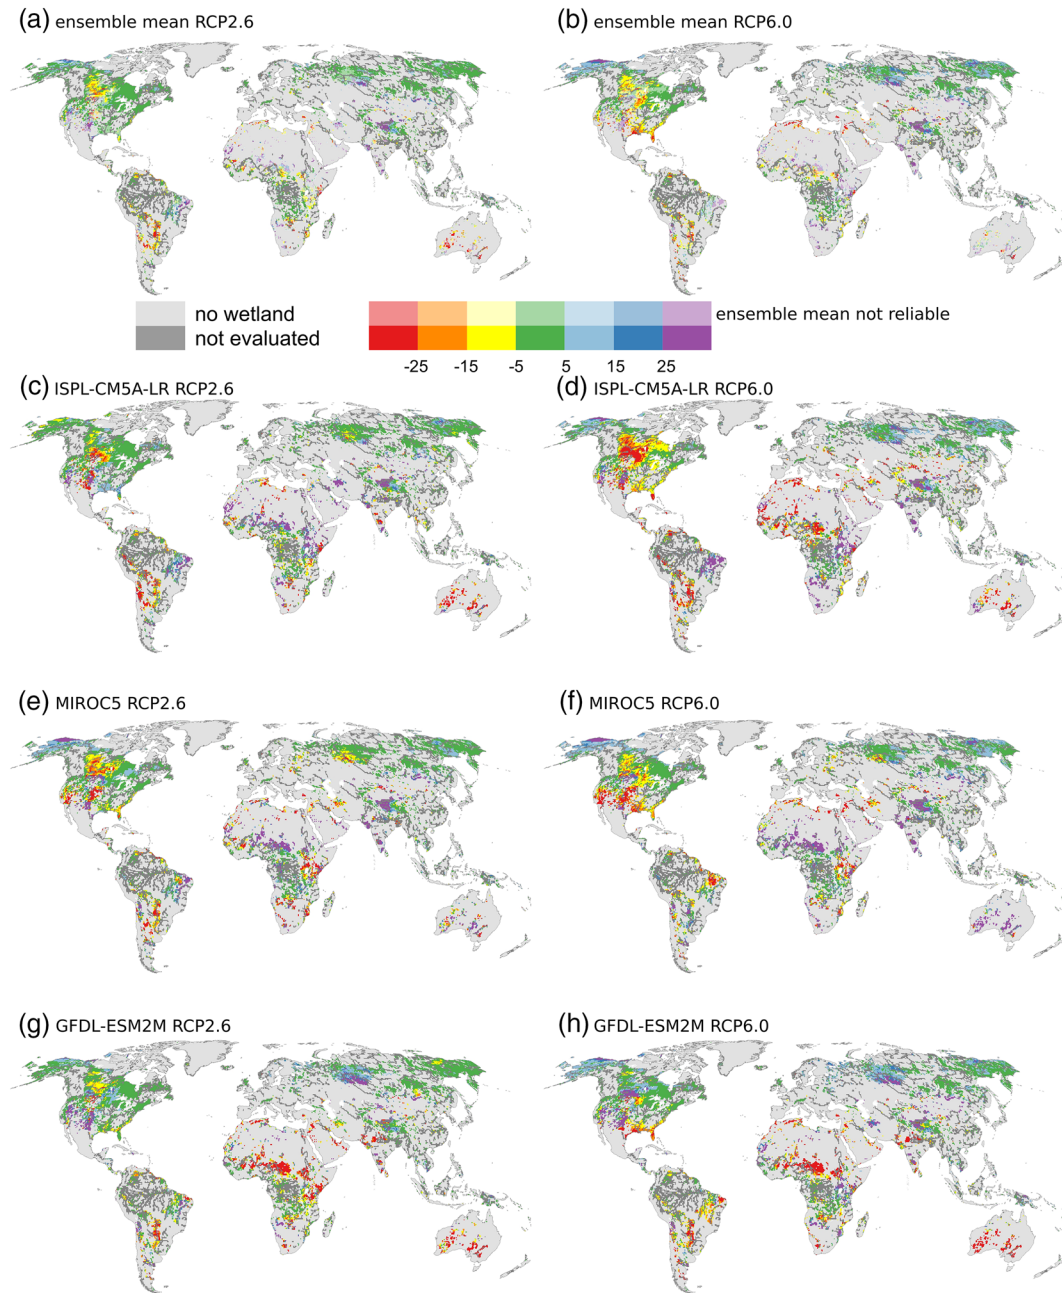 (a) ensemble mean RCP2.6
(b) ensemble mean RCP6.0
no wetland
not evaluated
ensemble mean not reliable
-25 -15 -5 5 15 25
(c) ISPL-CM5A-LR RCP2.6
(d) ISPL-CM5A-LR RCP6.0
(e) MIROC5 RCP2.6
(f) MIROC5 RCP6.0
(g) GFDL-ESM2M RCP2.6
(h) GFDL-ESM2M RCP6.0